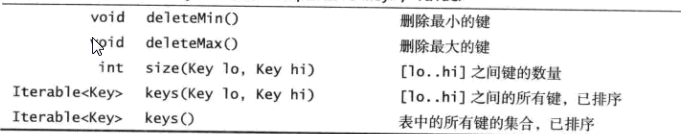 void deleteMin() 删除最小的键
void deleteMax() 删除最大的键
int size(Key lo, Key hi) [lo..hi]之间键的数量
Iterable<Key> keys(Key lo, Key hi) [lo..hi]之间的所有键，已排序
Iterable<Key> keys() 表中的所有键的集合，已排序